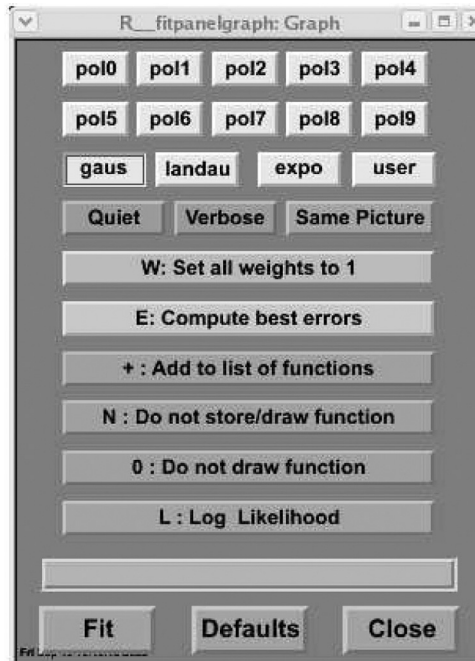 R__fitpanelgraph: Graph
pol0 pol1 pol2 pol3 pol4
pol5 pol6 pol7 pol8 pol9
gaus landau expo user
Quiet Verbose Same Picture
W: Set all weights to 1
E: Compute best errors
+ : Add to list of functions
N : Do not store/draw function
0 : Do not draw function
L : Log Likelihood
Fit Defaults Close